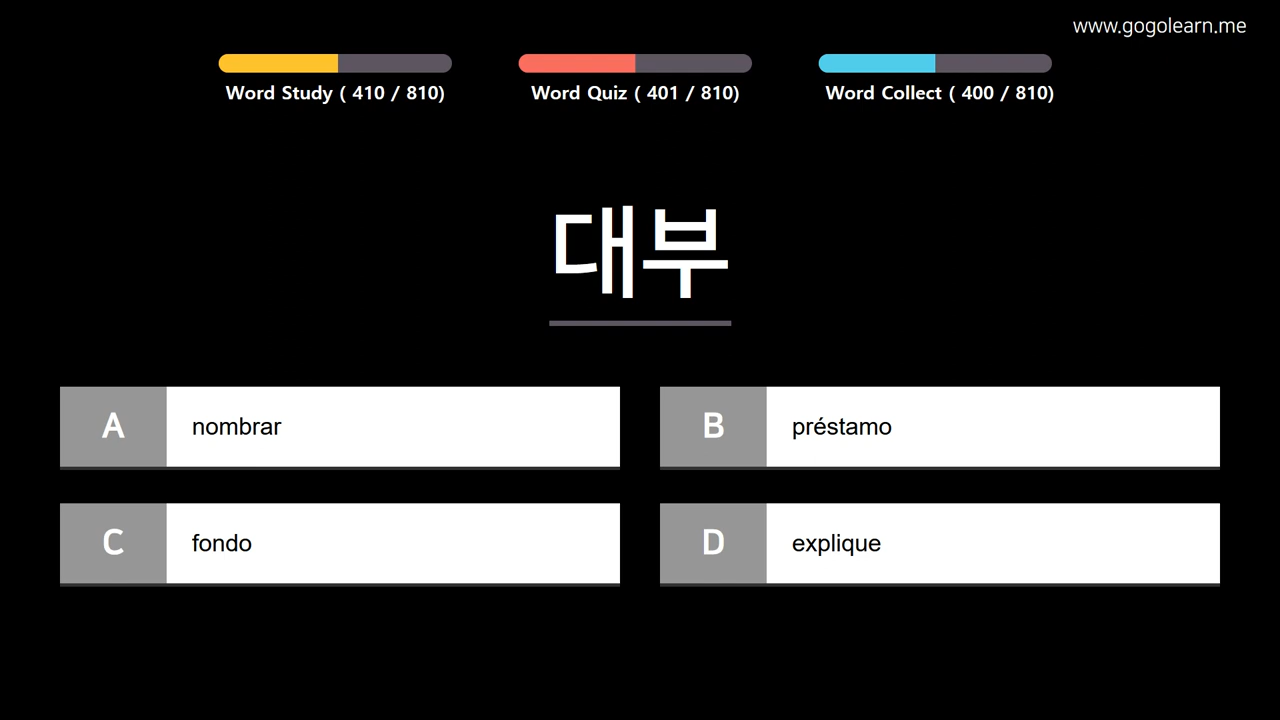 www.gogolearn.me
Word Study ( 410 / 810)
Word Quiz ( 401 / 810)
Word Collect ( 400 / 810)
대부
A nombrar
B préstamo
C fondo
D explique